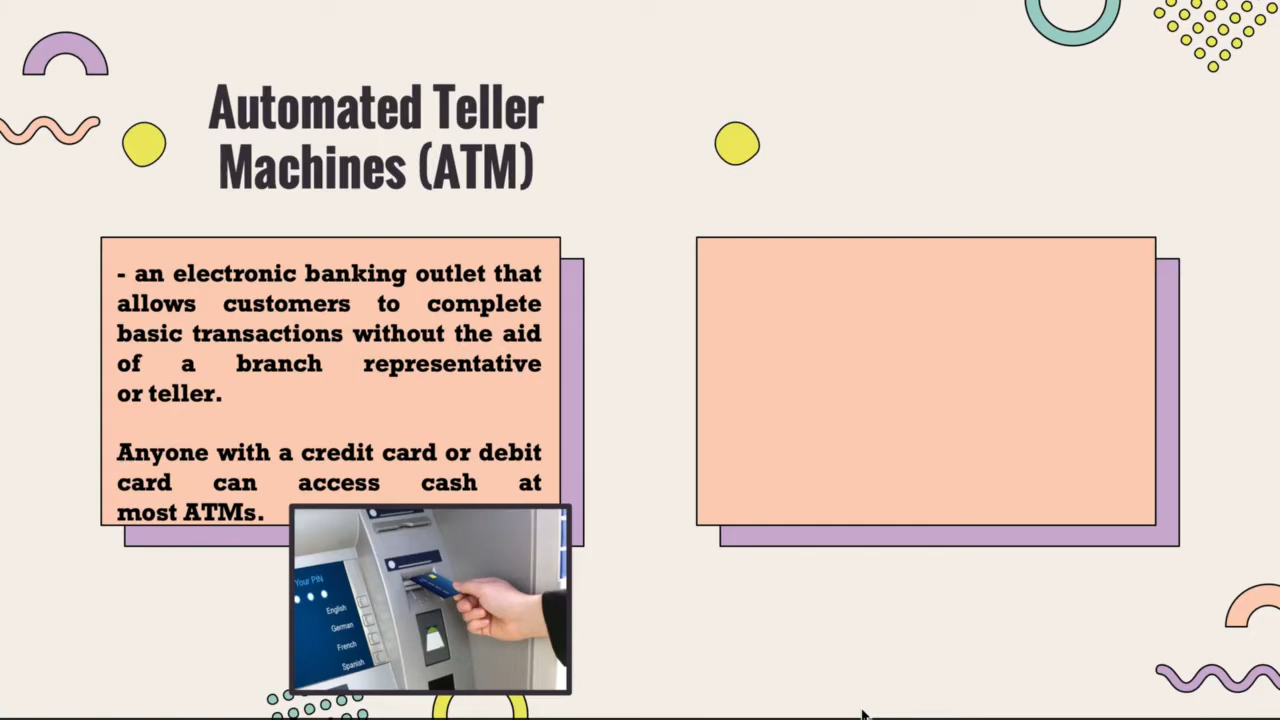 Automated Teller
Machines (ATM)
- an electronic banking outlet that
allows customers to complete
basic transactions without the aid
of a branch representative
or teller.
Anyone with a credit card or debit
card can access cash at
most ATMs.
Your PIN
English
German
French
Spanish